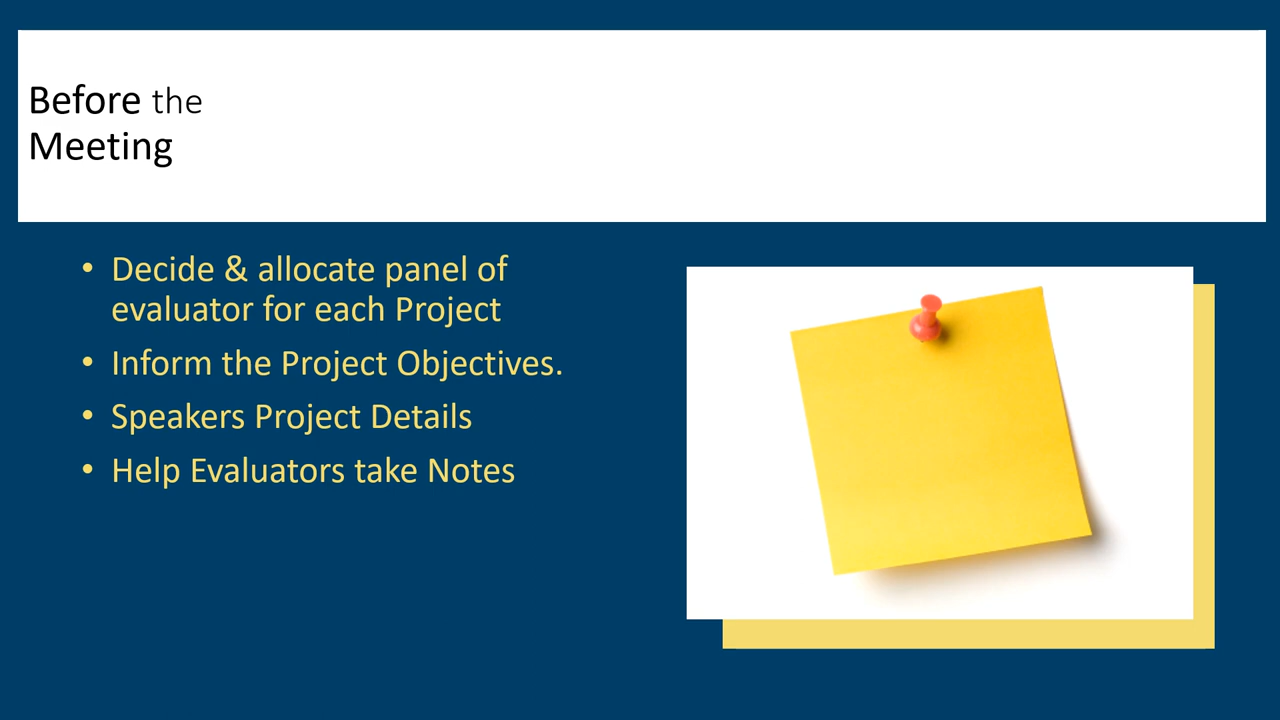 Before the
Meeting
• Decide & allocate panel of
evaluator for each Project
• Inform the Project Objectives.
• Speakers Project Details
• Help Evaluators take Notes